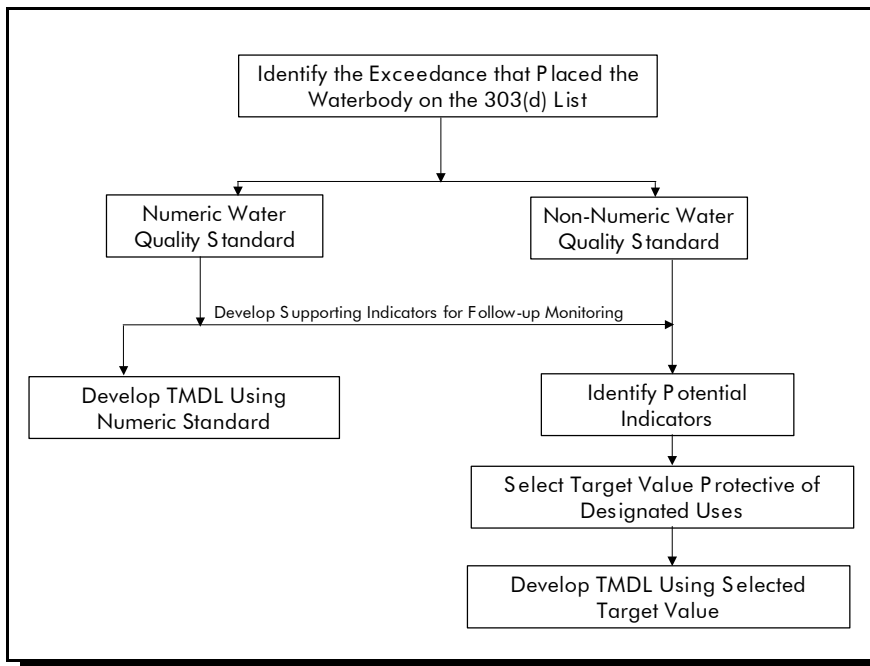 Identify the Exceedance that Placed the
Waterbody on the 303(d) List
Numeric Water
Quality Standard
Non-Numeric Water
Quality Standard
Develop Supporting Indicators for Follow-up Monitoring
Develop TMDL Using
Numeric Standard
Identify Potential
Indicators
Select Target Value Protective of
Designated Uses
Develop TMDL Using Selected
Target Value